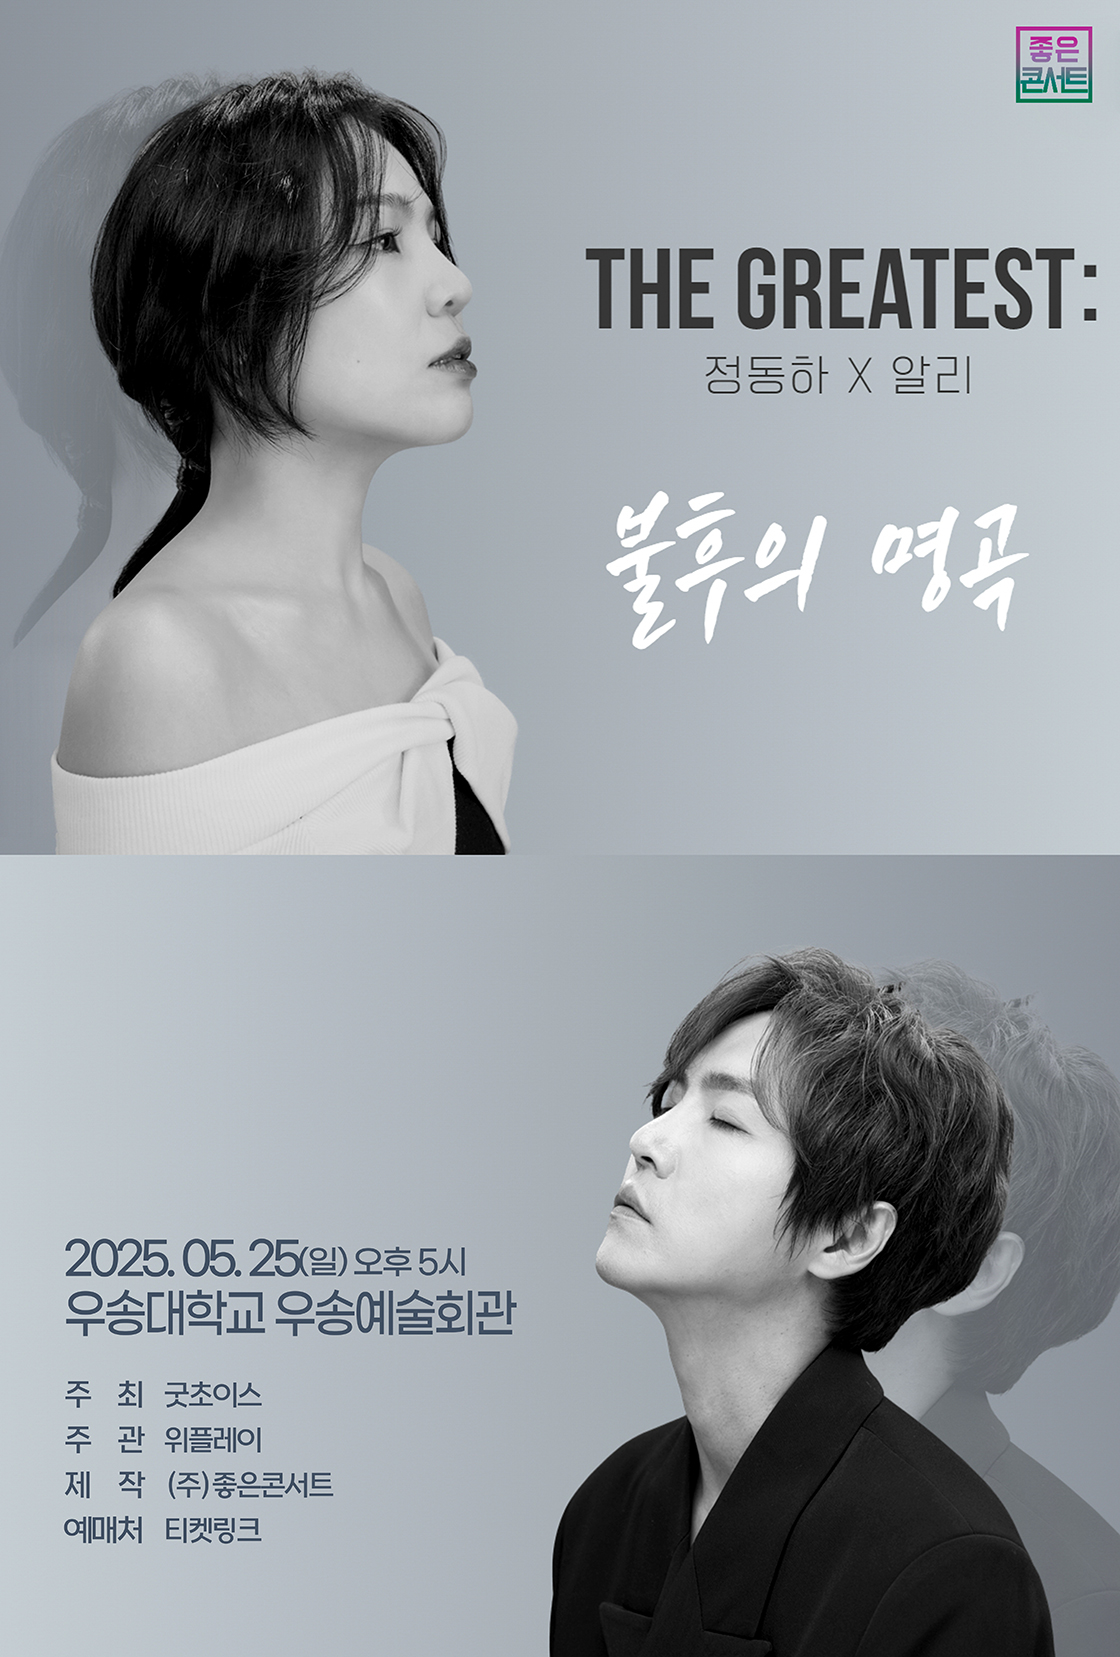 좋은
콘서트
THE GREATEST:
정동하 X 알리
불후의 명곡
2025. 05. 25(일) 오후 5시
우송대학교 우송예술회관
주 최 굿초이스
주 관 위플레이
제 작 (주)좋은콘서트
예매처 티켓링크